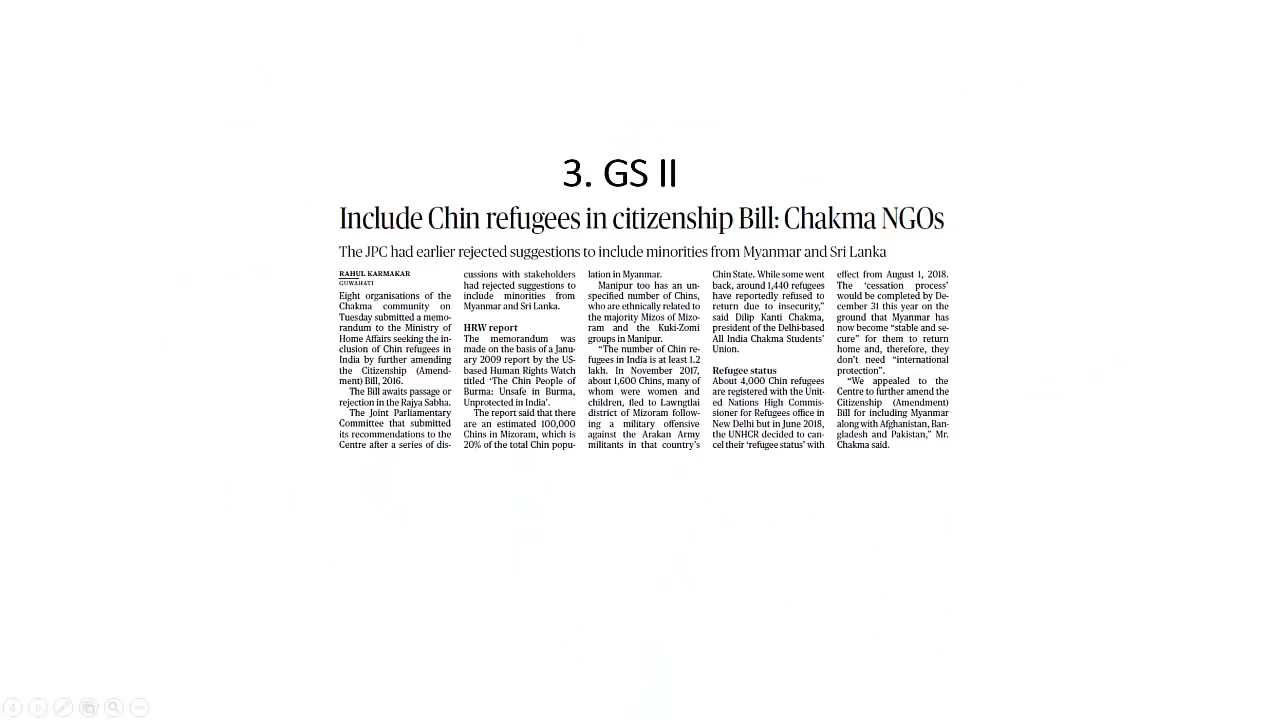 3. GS II
Include Chin refugees in citizenship Bill: Chakma NGOs
The JPC had earlier rejected suggestions to include minorities from Myanmar and Sri Lanka
RAHUL KARMAKAR
GUWAHATI
Eight organisations of the
Chakma community on
Tuesday submitted a memo-
randum to the Ministry of
Home Affairs seeking the in-
clusion of Chin refugees in
India by further amending
the Citizenship (Amend-
ment) Bill, 2016.
The Bill awaits passage or
rejection in the Rajya Sabha.
The Joint Parliamentary
Committee that submitted
its recommendations to the
Centre after a series of dis-
cussions with stakeholders
had rejected suggestions to
include minorities from
Myanmar and Sri Lanka.
HRW report
The memorandum was
made on the basis of a Janu-
ary 2009 report by the US-
based Human Rights Watch
titled ‘The Chin People of
Burma: Unsafe in Burma,
Unprotected in India’.
The report said that there
are an estimated 100,000
Chins in Mizoram, which is
20% of the total Chin popu-
lation in Myanmar.
Manipur too has an un-
specified number of Chins,
who are ethnically related to
the majority Mizos of Mizo-
ram and the Kuki-Zomi
groups in Manipur.
“The number of Chin re-
fugees in India is at least 1.2
lakh. In November 2017,
about 1,600 Chins, many of
whom were women and
children, fled to Lawngtlai
district of Mizoram follow-
ing a military offensive
against the Arakan Army
militants in that country’s
Chin State. While some went
back, around 1,440 refugees
have reportedly refused to
return due to insecurity,”
said Dilip Kanti Chakma,
president of the Delhi-based
All India Chakma Students’
Union.
Refugee status
About 4,000 Chin refugees
are registered with the Unit-
ed Nations High Commis-
sioner for Refugees office in
New Delhi but in June 2018,
the UNHCR decided to can-
cel their ‘refugee status’ with
effect from August 1, 2018.
The ‘cessation process’
would be completed by De-
cember 31 this year on the
ground that Myanmar has
now become “stable and se-
cure” for them to return
home and, therefore, they
don’t need “international
protection”.
“We appealed to the
Centre to further amend the
Citizenship (Amendment)
Bill for including Myanmar
along with Afghanistan, Ban-
gladesh and Pakistan,” Mr.
Chakma said.